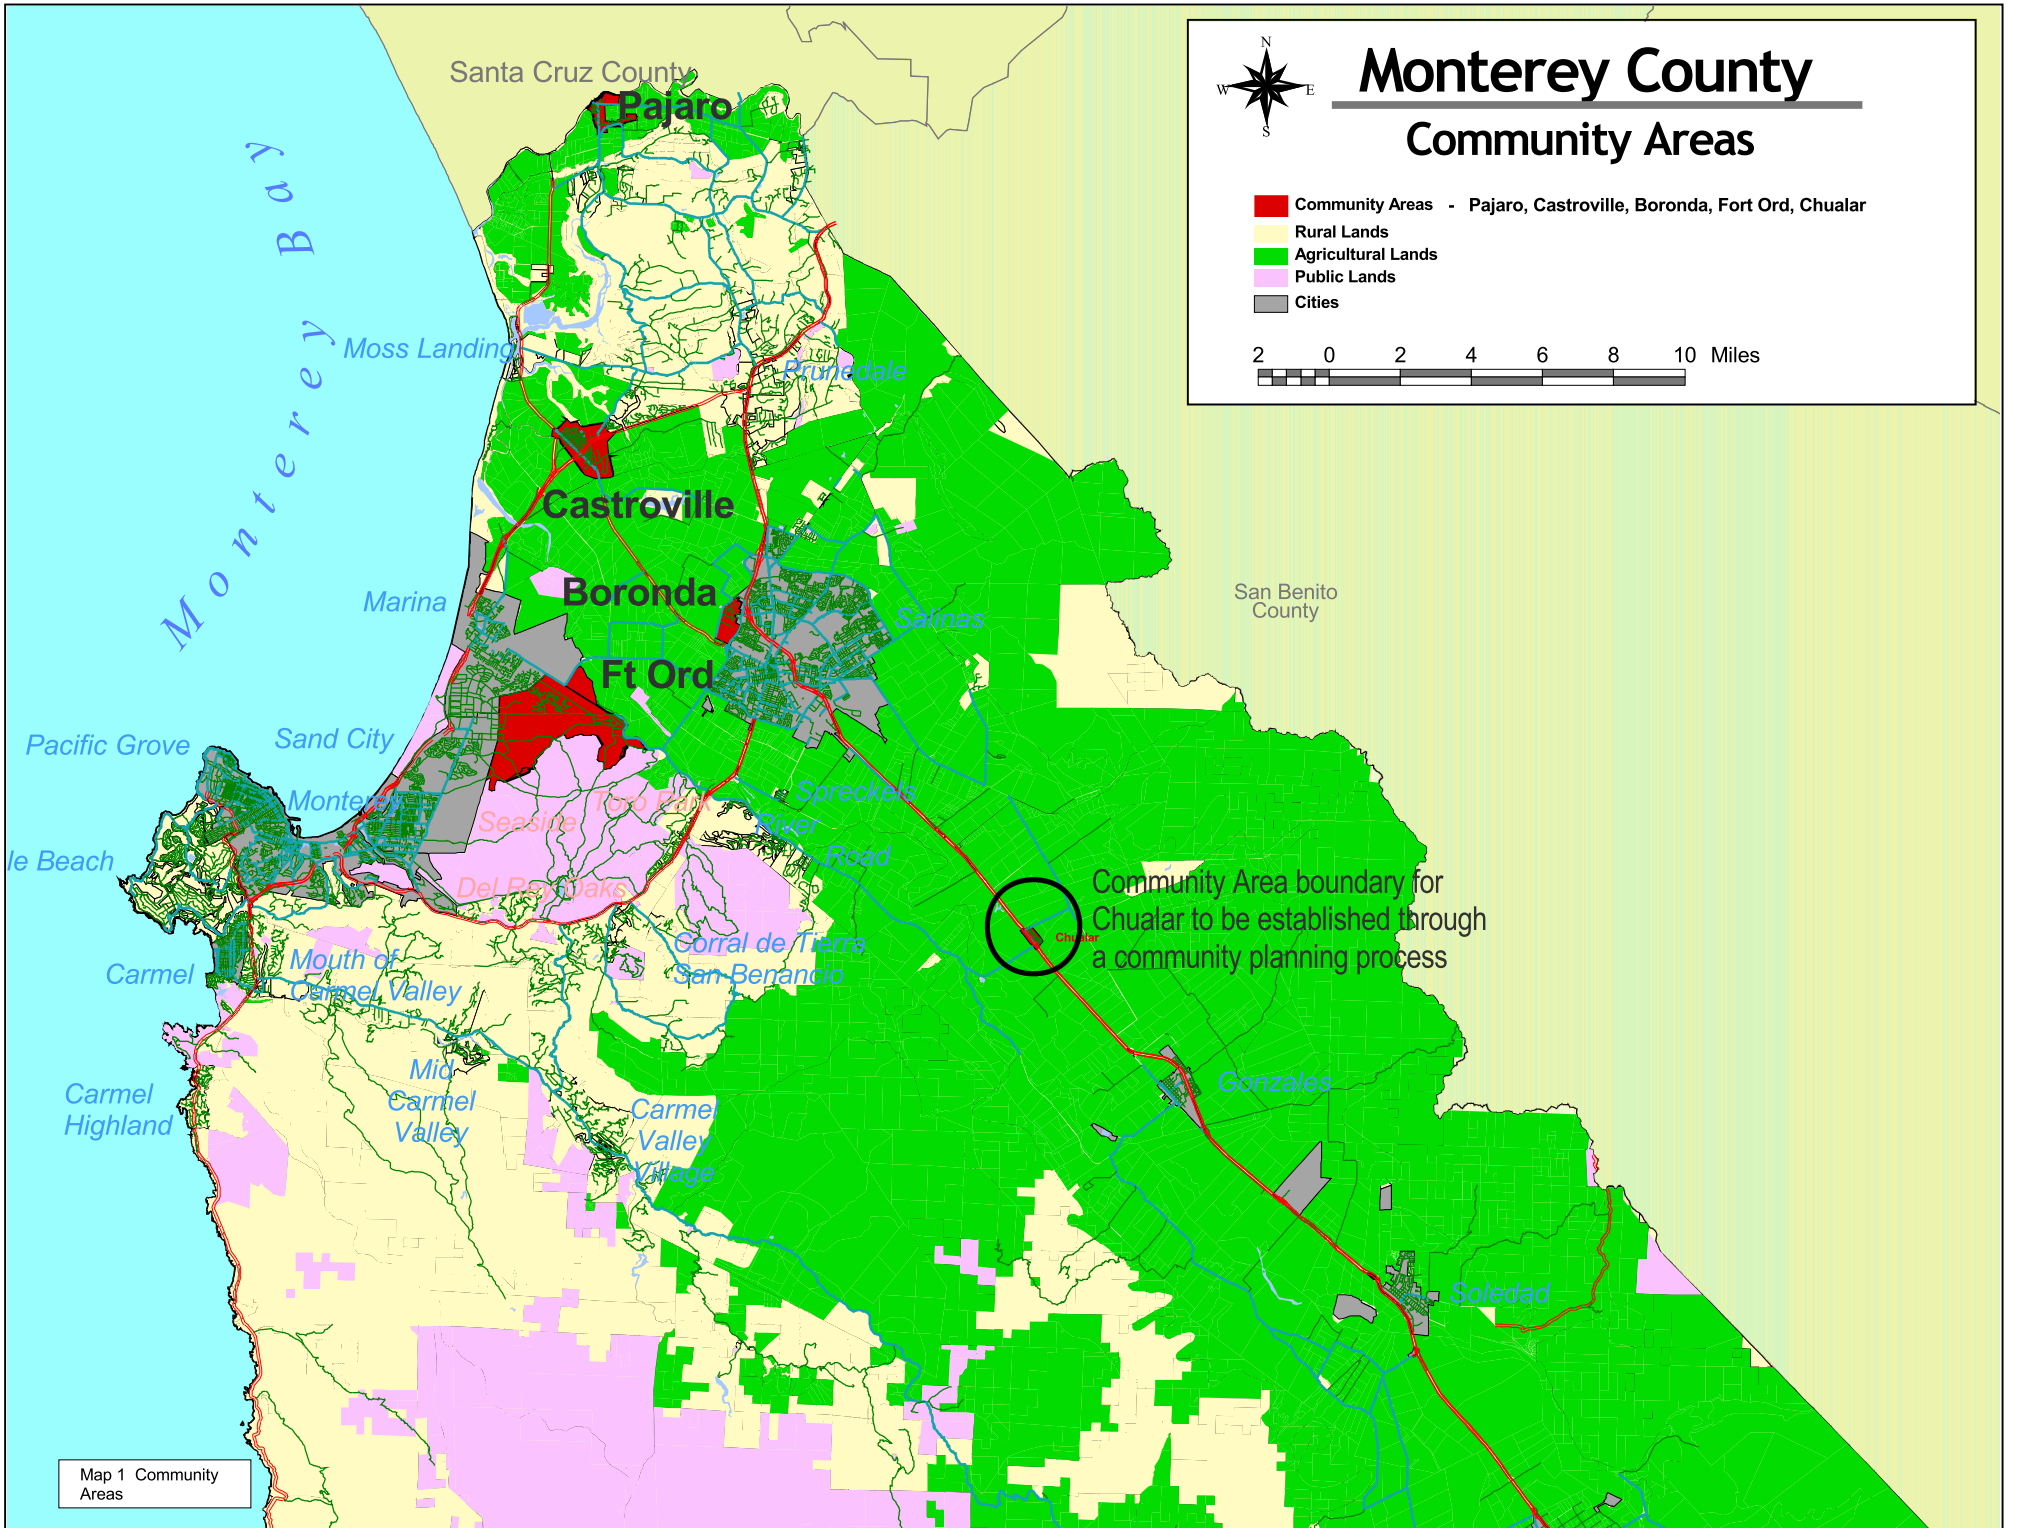 Monterey County
Community Areas
N
W
E
S
Community Areas - Pajaro, Castroville, Boronda, Fort Ord, Chualar
Rural Lands
Agricultural Lands
Public Lands
Cities
2 0 2 4 6 8 10 Miles
Santa Cruz County
Pajaro
Monterey Bay
Moss Landing
Prunedale
Castroville
Boronda
Marina
Salinas
San Benito
County
Ft Ord
Sand City
Pacific Grove
Monterey
Toro Park
Seaside
Spreckels
River
Road
le Beach
Del Rey Oaks
Community Area boundary for
Chualar to be established through
a community planning process
Chualar
Corral de Tierra
San Benancio
Carmel
Mouth of
Carmel Valley
Mid
Carmel
Valley
Carmel
Highland
Carmel
Valley
Village
Gonzales
Soledad
Map 1 Community
Areas